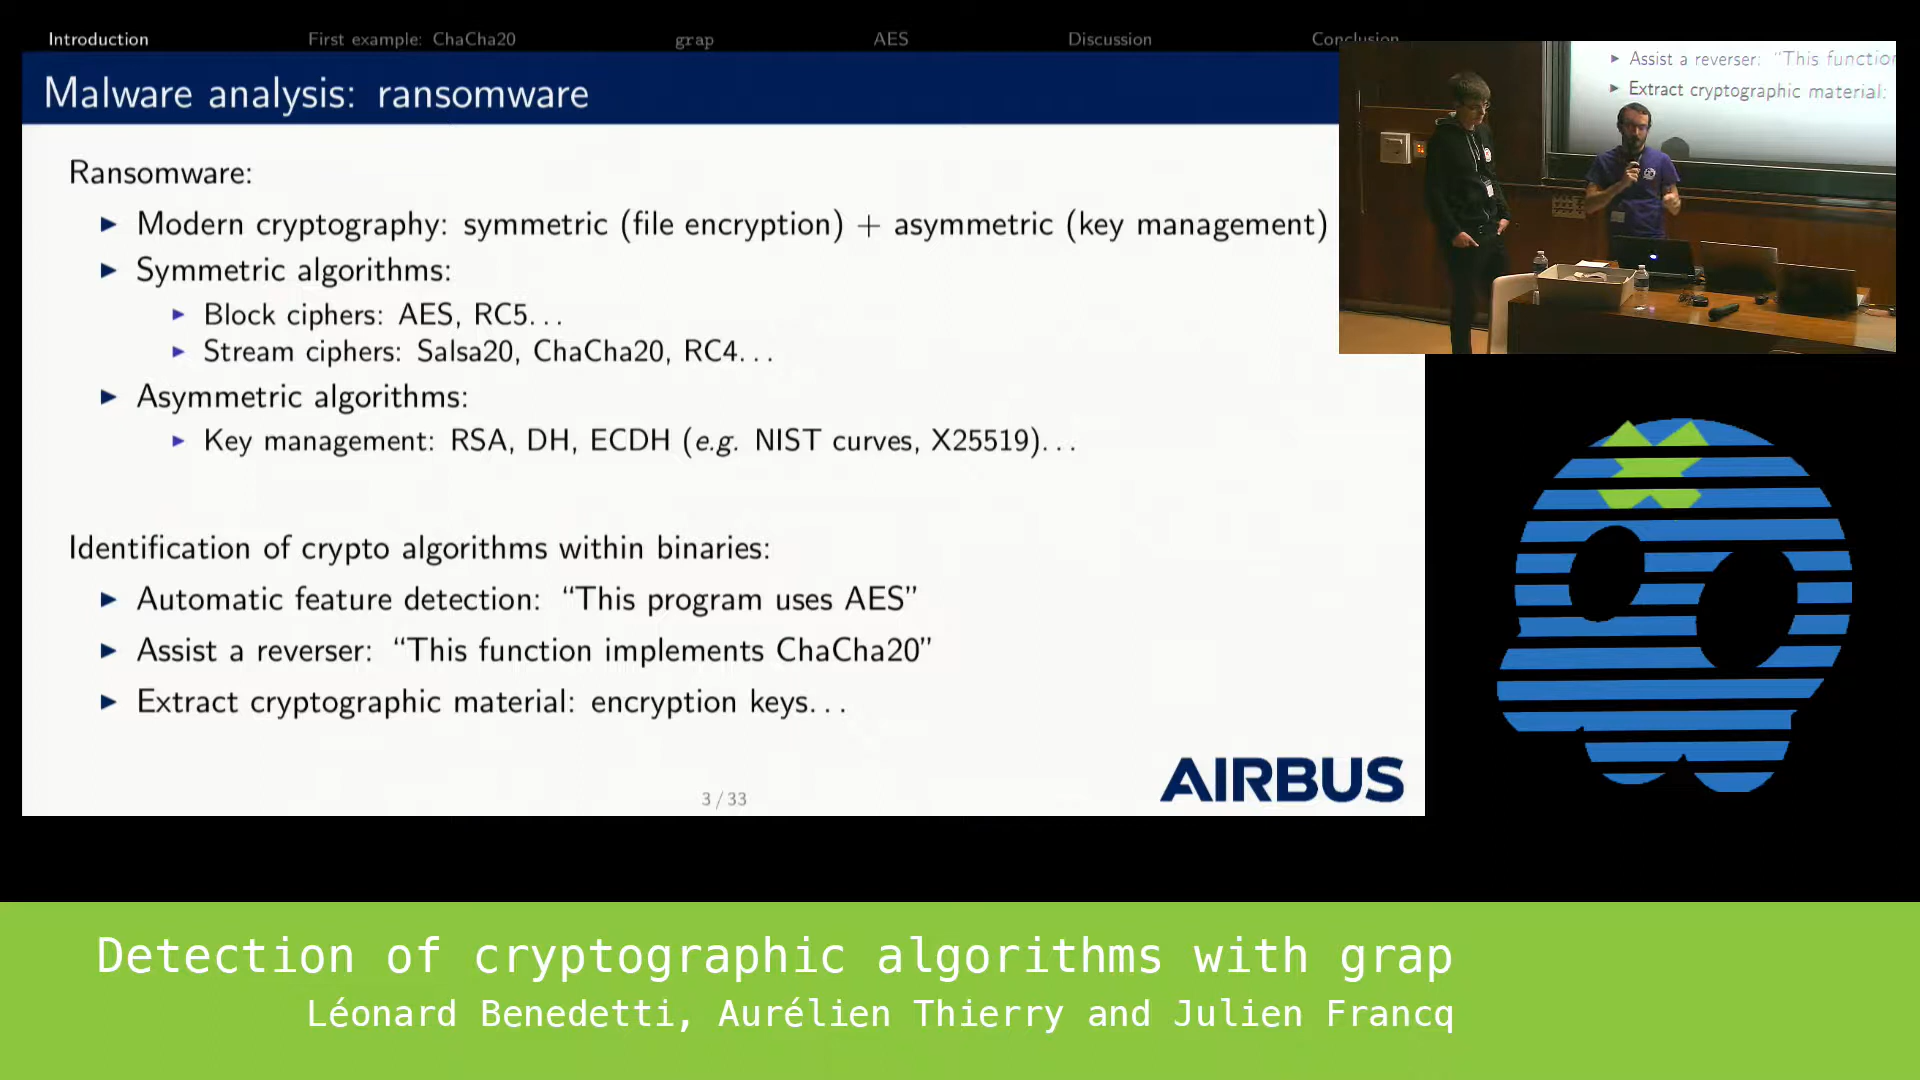 Introduction
First example: ChaCha20
grap
AES
Discussion
Conclusion
Malware analysis: ransomware
Ransomware:
Modern cryptography: symmetric (file encryption) + asymmetric (key management)
Symmetric algorithms:
Block ciphers: AES, RC5...
Stream ciphers: Salsa20, ChaCha20, RC4...
Asymmetric algorithms:
Key management: RSA, DH, ECDH (e.g. NIST curves, X25519)...
Identification of crypto algorithms within binaries:
Automatic feature detection: “This program uses AES”
Assist a reverser: “This function implements ChaCha20”
Extract cryptographic material: encryption keys...
AIRBUS
3 / 33
Assist a reverser: “This function
Extract cryptographic material:
Detection of cryptographic algorithms with grap
Léonard Benedetti, Aurélien Thierry and Julien Francq